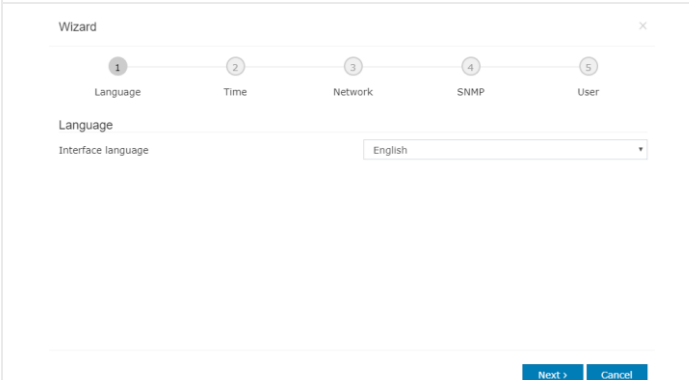 Wizard ×
1 2 3 4 5
Language Time Network SNMP User
Language
Interface language English
Next > Cancel